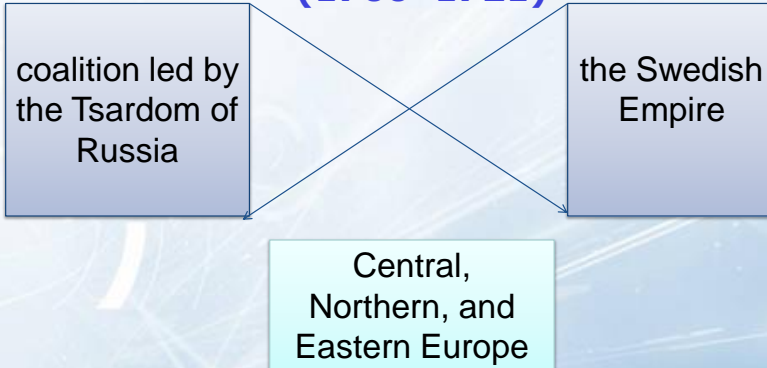 coalition led by
the Tsardom of
Russia
the Swedish
Empire
Central,
Northern, and
Eastern Europe